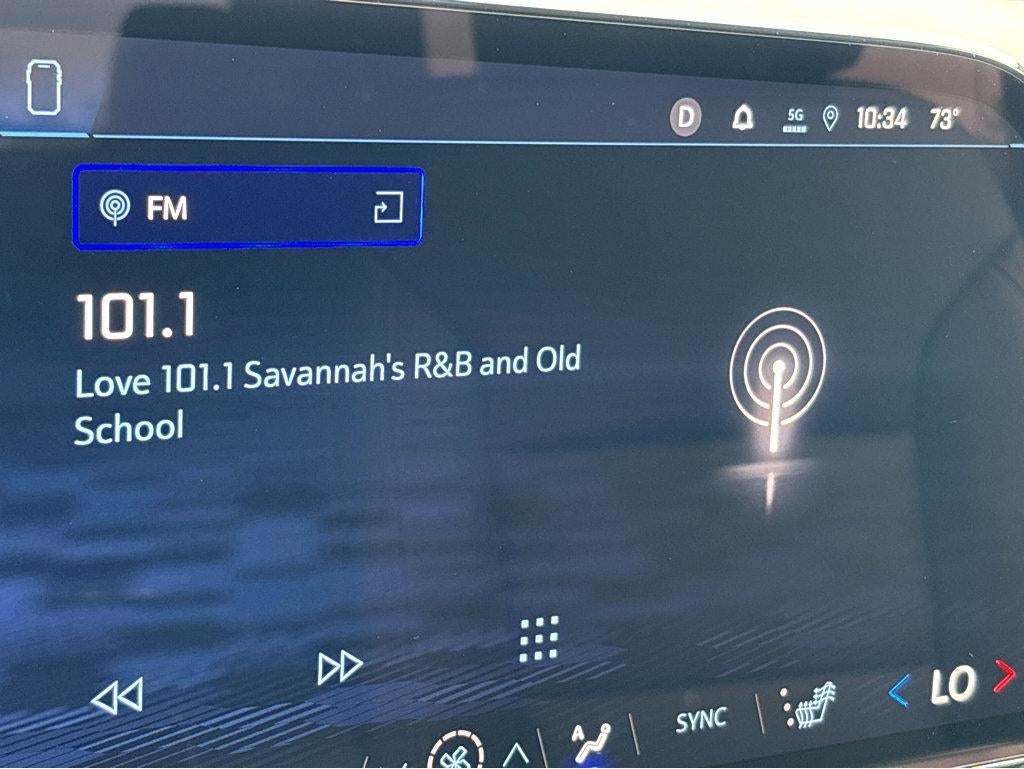 D 5G 10:34 73°
FM
101.1
Love 101.1 Savannah's R&B and Old
School
A SYNC LO